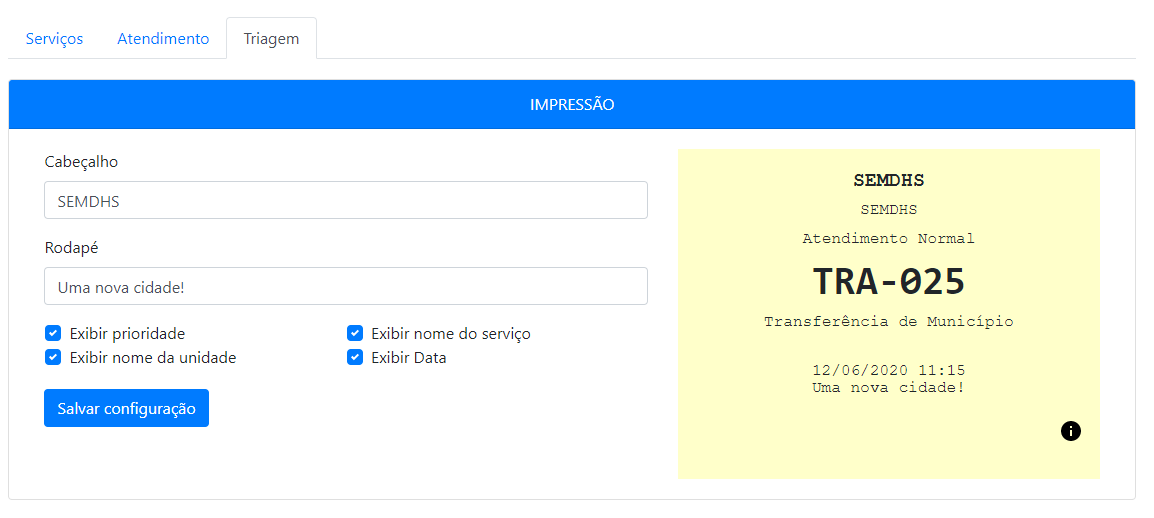 Serviços Atendimento Triagem
IMPRESSÃO
Cabeçalho
SEMDHS
Rodapé
Uma nova cidade!
Exibir prioridade Exibir nome do serviço
Exibir nome da unidade Exibir Data
Salvar configuração
SEMDHS
SEMDHS
Atendimento Normal
TRA-025
Transferência de Município
12/06/2020 11:15
Uma nova cidade!